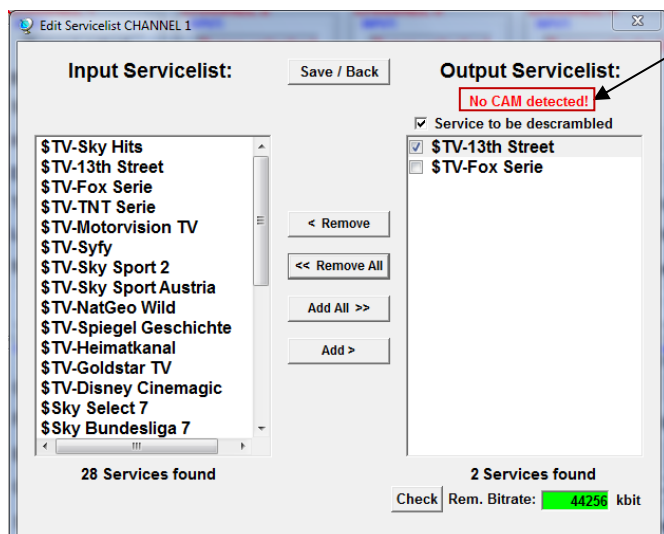 Edit Servicelist CHANNEL 1
Input Servicelist:
Save / Back
Output Servicelist:
No CAM detected!
Service to be descrambled
$TV-Sky Hits
$TV-13th Street
$TV-Fox Serie
$TV-TNT Serie
$TV-Motorvision TV
$TV-Syfy
$TV-Sky Sport 2
$TV-Sky Sport Austria
$TV-NatGeo Wild
$TV-Spiegel Geschichte
$TV-Heimatkanal
$TV-Goldstar TV
$TV-Disney Cinemagic
$Sky Select 7
$Sky Bundesliga 7
< Remove
<< Remove All
Add All >>
Add >
$TV-13th Street
$TV-Fox Serie
28 Services found
2 Services found
Check Rem. Bitrate: 44256 kbit